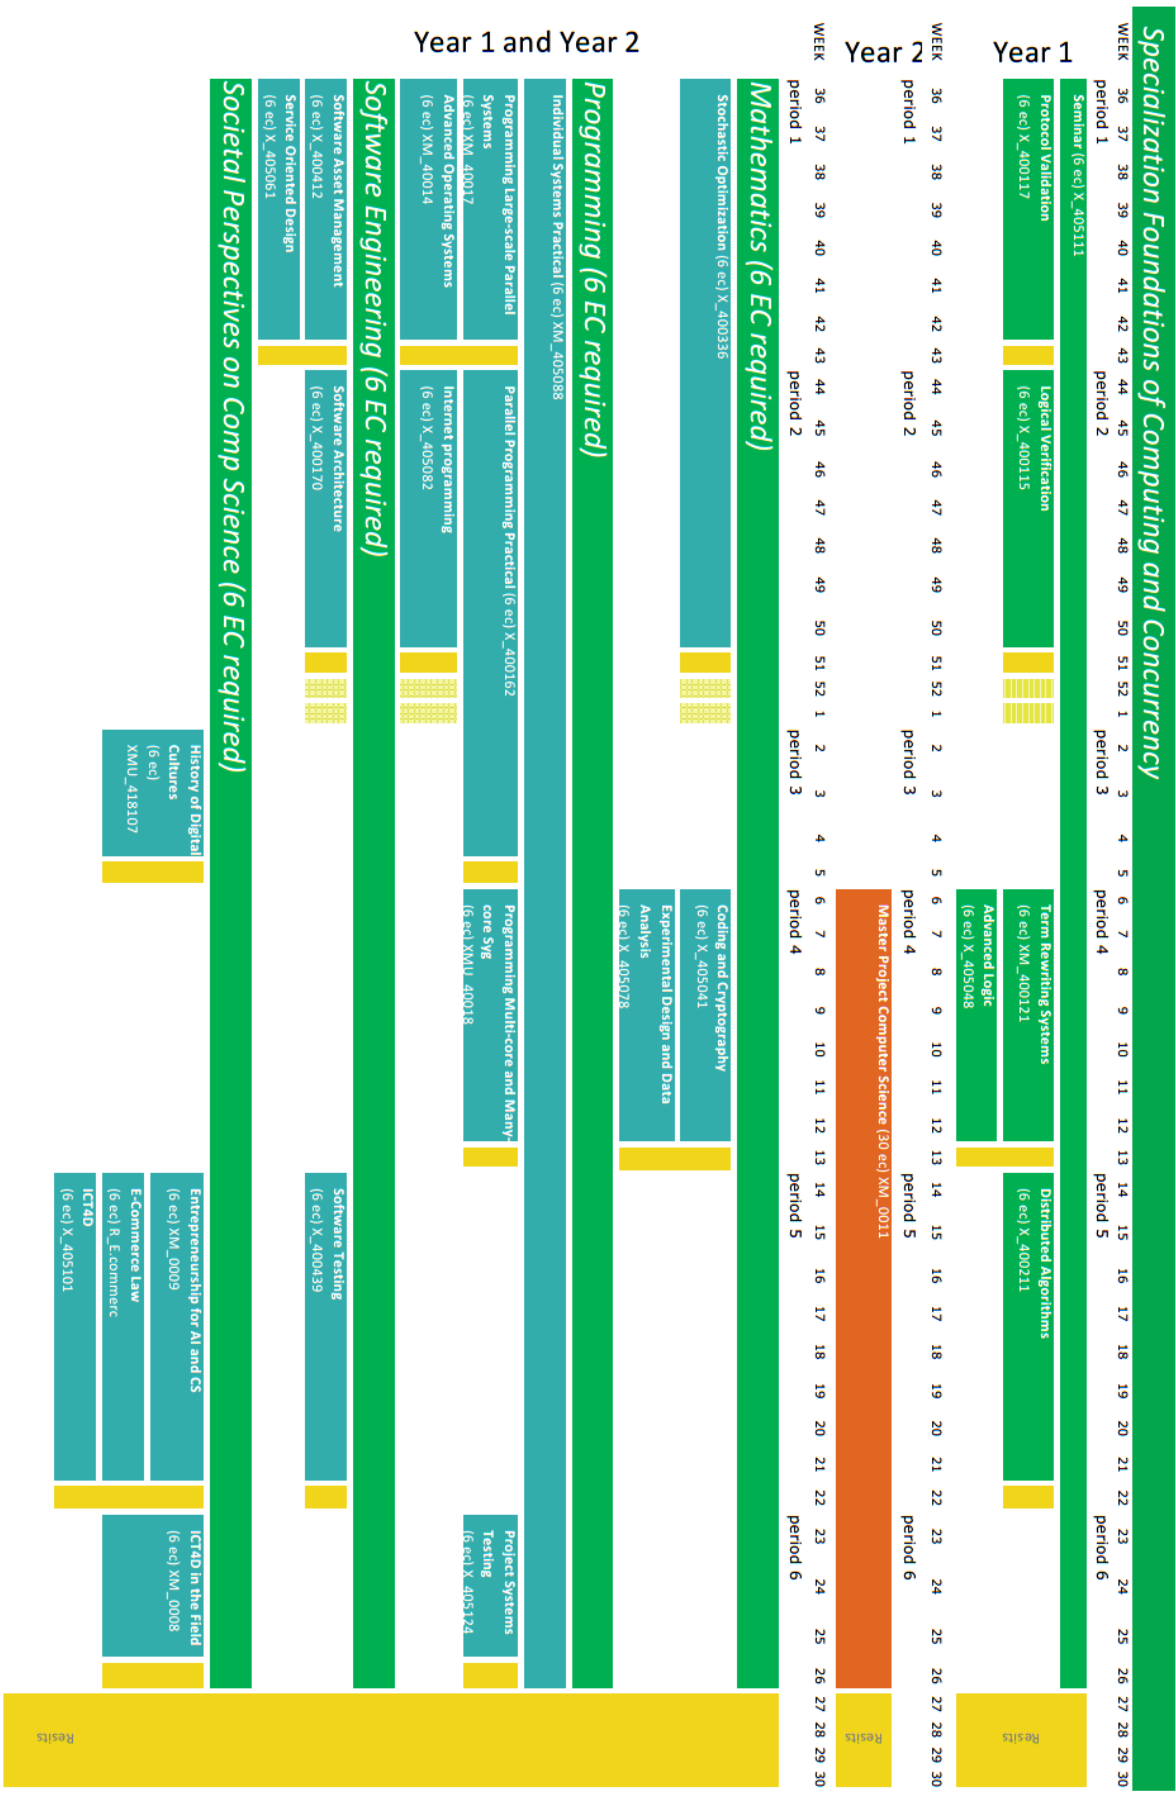 Specialization Foundations of Computing and Concurrency
Year 1
period 1 period 2 period 3 period 4 period 5 period 6
WEEK 36 37 38 39 40 41 42 43 44 45 46 47 48 49 50 51 52 1 2 3 4 5 6 7 8 9 10 11 12 13 14 15 16 17 18 19 20 21 22 23 24 25 26 27 28 29 30
Seminar (6 ec) X_405111
Protocol Validation
(6 ec) X_400117
Logical Verification
(6 ec) X_400115
Term Rewriting Systems
(6 ec) XM_400121
Advanced Logic
(6 ec) X_405048
Distributed Algorithms
(6 ec) X_400211
Resits
Year 2
WEEK 36 37 38 39 40 41 42 43 44 45 46 47 48 49 50 51 52 1 2 3 4 5 6 7 8 9 10 11 12 13 14 15 16 17 18 19 20 21 22 23 24 25 26 27 28 29 30
period 1 period 2 period 3 period 4 period 5 period 6
Master Project Computer Science (30 ec) XM_0011
Resits
Year 1 and Year 2
WEEK 36 37 38 39 40 41 42 43 44 45 46 47 48 49 50 51 52 1 2 3 4 5 6 7 8 9 10 11 12 13 14 15 16 17 18 19 20 21 22 23 24 25 26 27 28 29 30
period 1 period 2 period 3 period 4 period 5 period 6
Mathematics (6 EC required)
Stochastic Optimization (6 ec) X_400336
Coding and Cryptography
(6 ec) X_405041
Experimental Design and Data
Analysis
(6 ec) X_405078
Programming (6 EC required)
Individual Systems Practical (6 ec) XM_405088
Programming Large-scale Parallel
Systems
(6 ec) XM_40017
Parallel Programming Practical (6 ec) X_400162
Programming Multi-core and Many-
core Syg
(6 ec) XMU_40018
Project Systems
Testing
(6 ec) X_405124
Advanced Operating Systems
(6 ec) XM_40014
Internet programming
(6 ec) X_405082
Software Engineering (6 EC required)
Software Asset Management
(6 ec) X_400412
Software Architecture
(6 ec) X_400170
Software Testing
(6 ec) X_400439
Service Oriented Design
(6 ec) X_405061
Societal Perspectives on Comp Science (6 EC required)
History of Digital
Cultures
(6 ec)
XMU_418107
Entrepreneurship for AI and CS
(6 ec) XM_0009
E-Commerce Law
(6 ec) R_E.commerc
ICT4D
(6 ec) X_405101
ICT4D in the Field
(6 ec) XM_0008
Resits